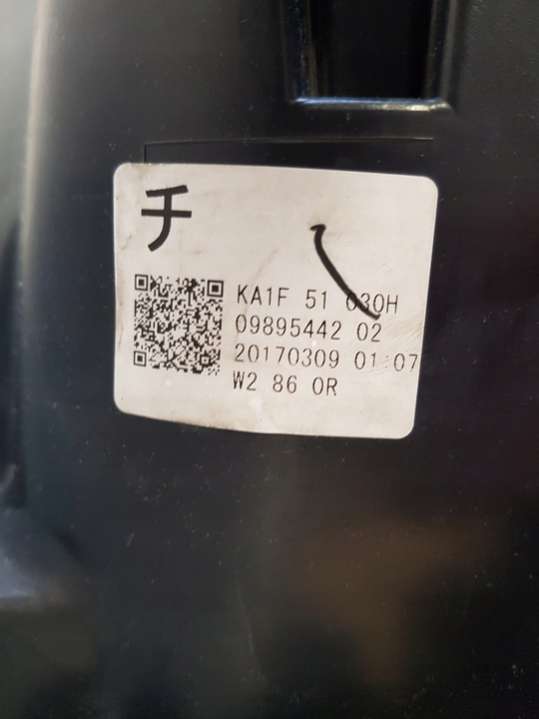 チ
KA1F 51 030H
09895442 02
20170309 01:07
W2 86 0R